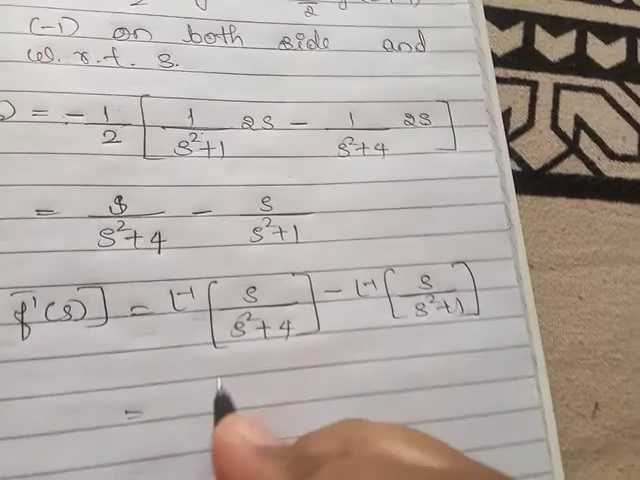 (-1) on both side and
w. r. t. s.
) = - 1/2 [ 1/(s²+1) 2s - 1/(s²+4) 2s ]
= s/(s²+4) - s/(s²+1)
f'(s)] = L⁻¹ [ s/(s²+4) ] - L⁻¹ [ s/(s²+1) ]
=